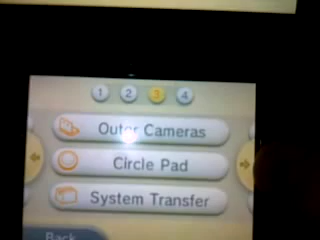 1 2 3 4
Outer Cameras
Circle Pad
System Transfer
Back